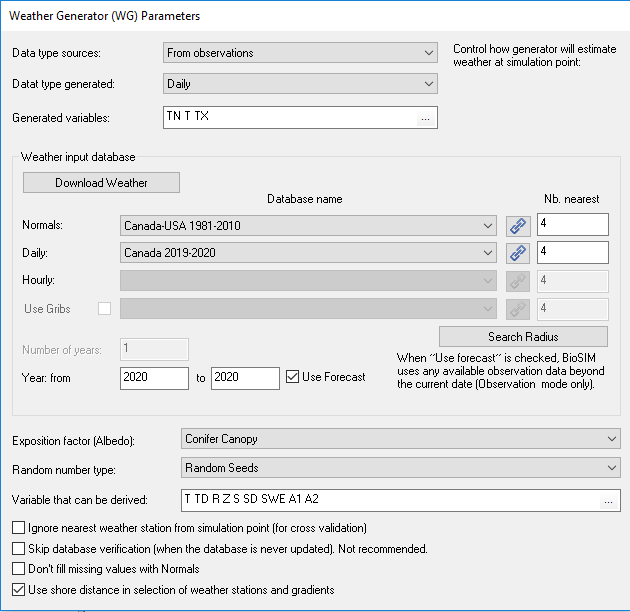 Weather Generator (WG) Parameters
Data type sources: From observations
Control how generator will estimate
weather at simulation point:
Datat type generated: Daily
Generated variables: TN T TX ...
Weather input database
Download Weather
Database name Nb. nearest
Normals: Canada-USA 1981-2010 4
Daily: Canada 2019-2020 4
Hourly: 4
Use Gribs 4
Search Radius
Number of years: 1
When "Use forecast" is checked, BioSIM
uses any available observation data beyond
the current date (Observation mode only).
Year: from 2020 to 2020 Use Forecast
Exposition factor (Albedo): Conifer Canopy
Random number type: Random Seeds
Variable that can be derived: T TD R Z S SD SWE A1 A2 ...
Ignore nearest weather station from simulation point (for cross validation)
Skip database verification (when the database is never updated). Not recommended.
Don't fill missing values with Normals
Use shore distance in selection of weather stations and gradients